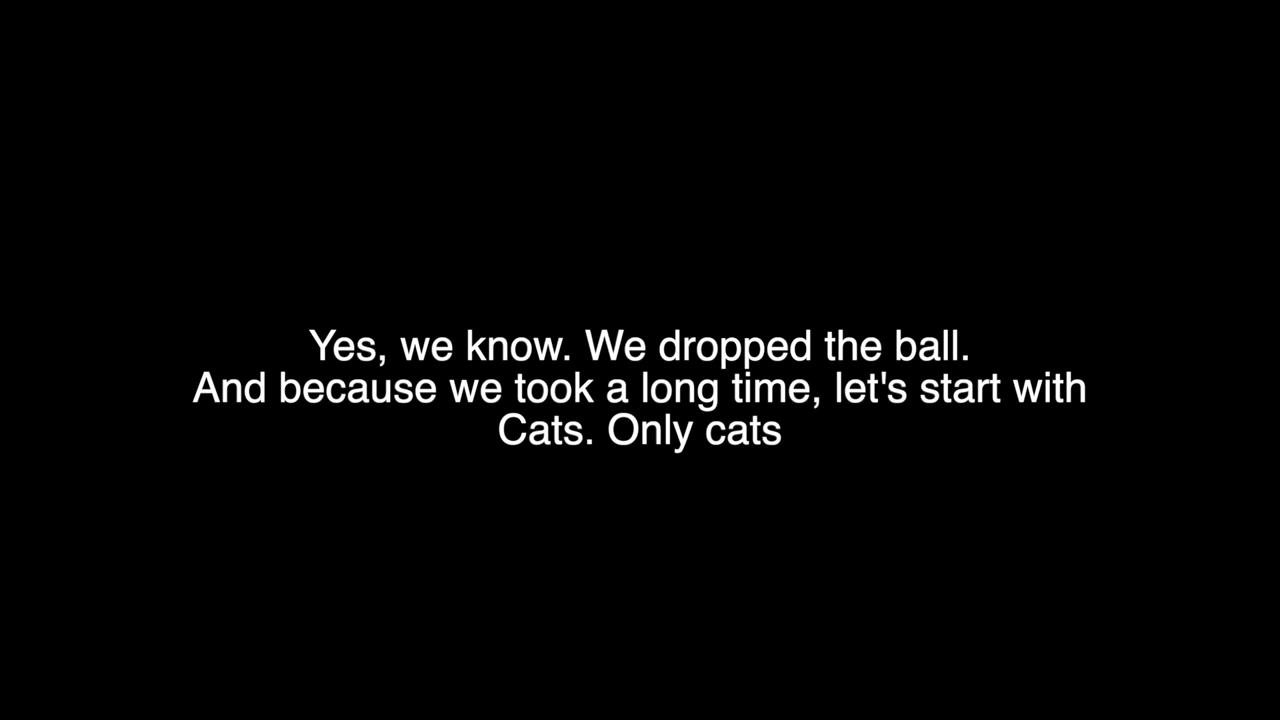 Yes, we know. We dropped the ball.
And because we took a long time, let's start with
Cats. Only cats